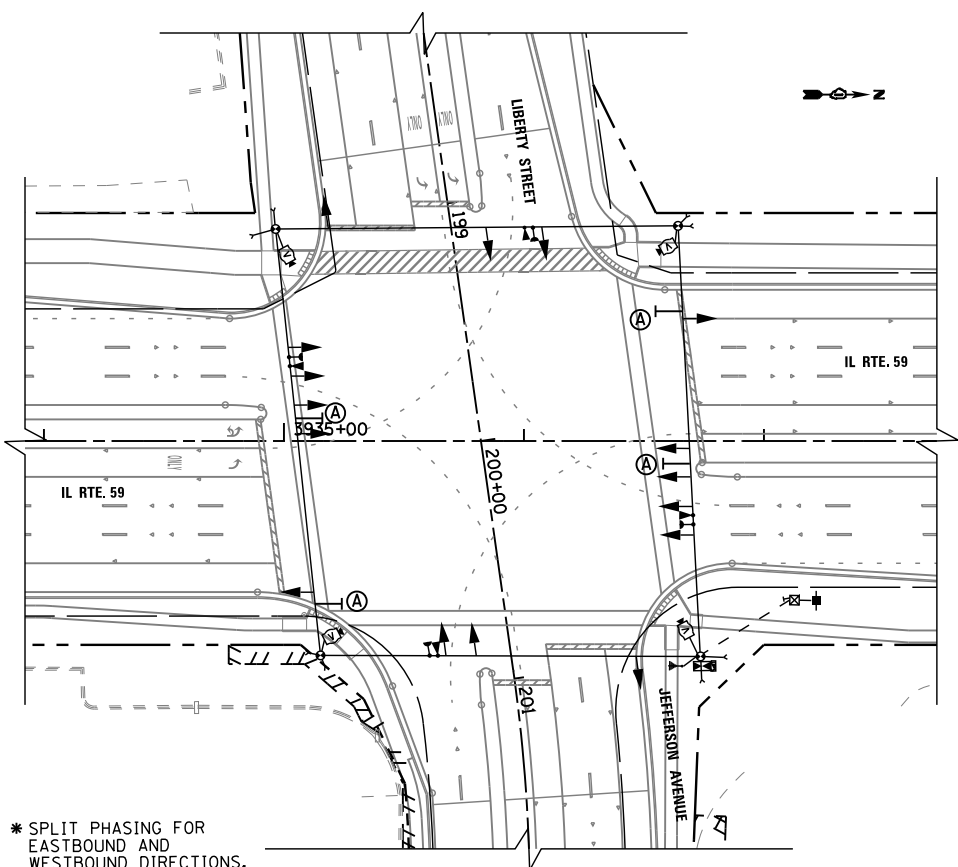 LIBERTY STREET
N
ONLY
ONLY
199
IL RTE. 59
A
A
3935+00
A
ONLY
200+00
IL RTE. 59
A
V
V
V
V
201
JEFFERSON AVENUE
* SPLIT PHASING FOR
EASTBOUND AND
WESTBOUND DIRECTIONS.